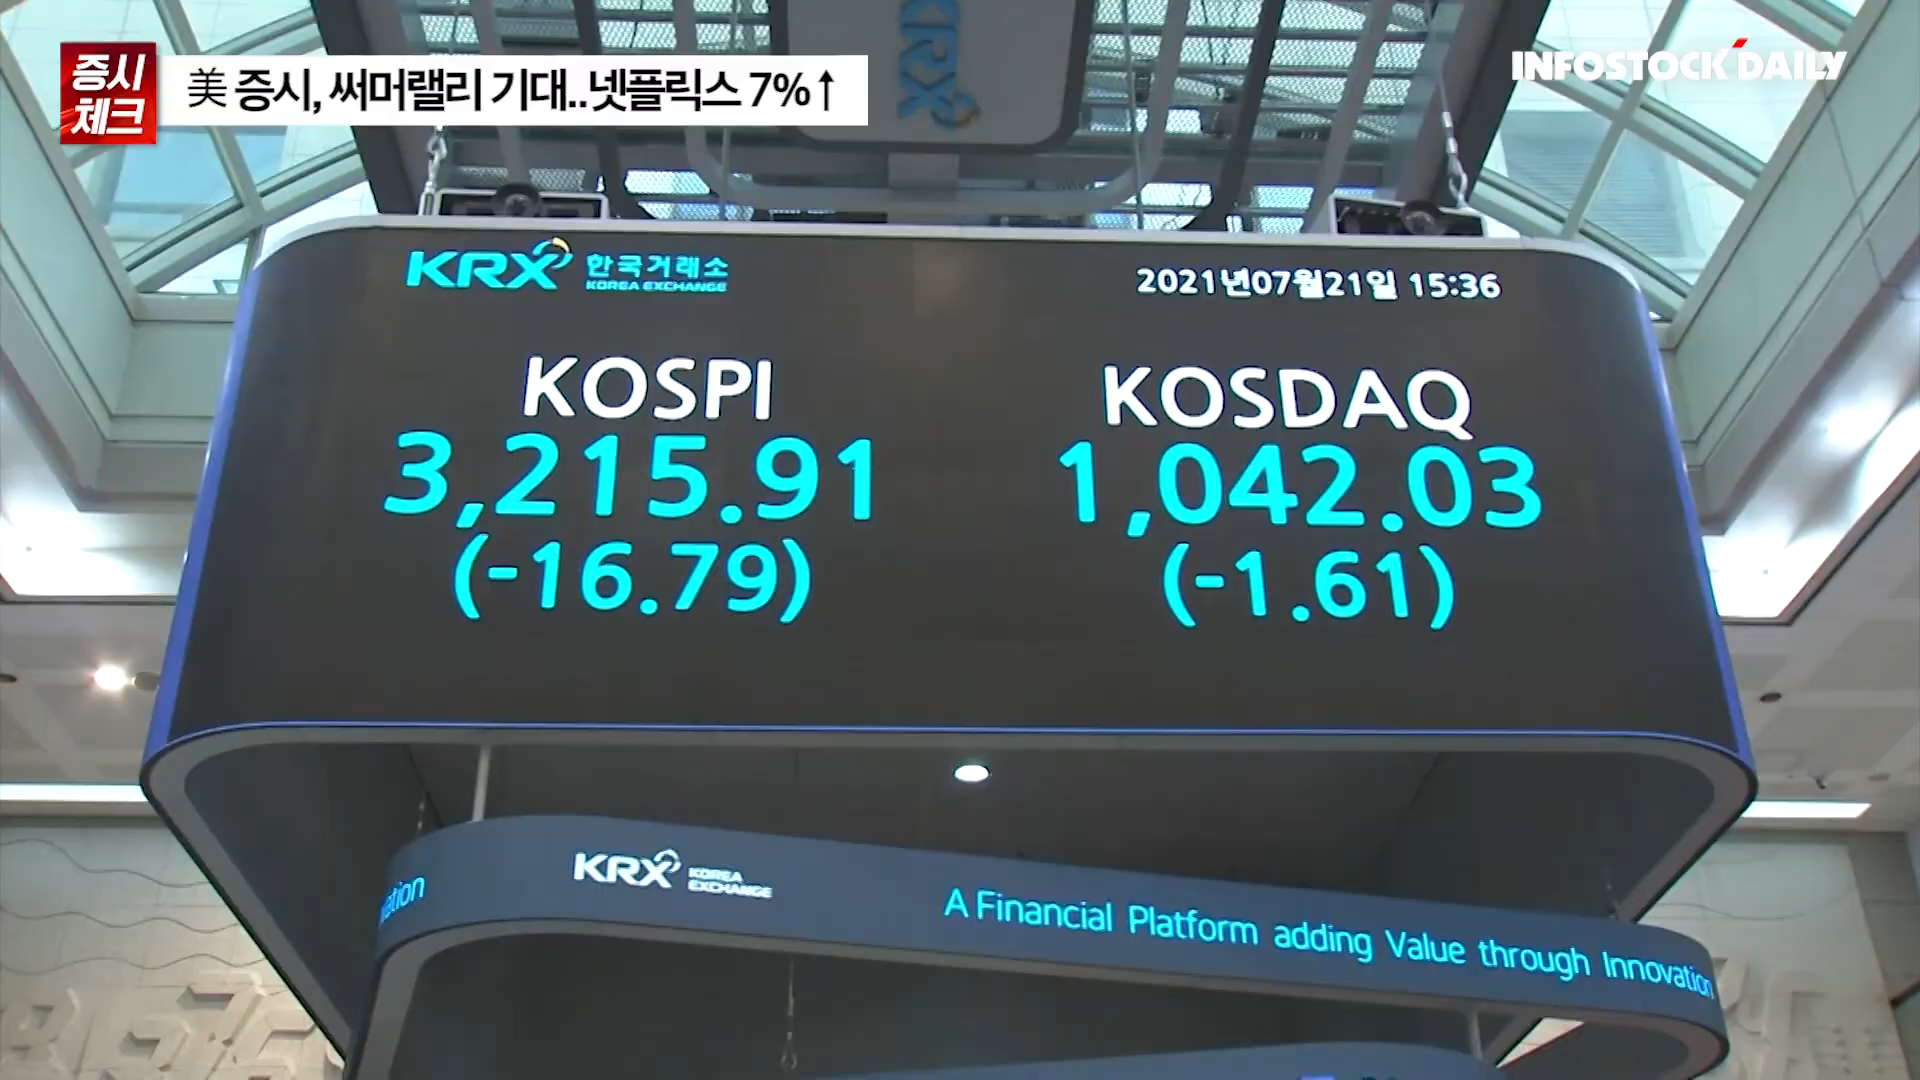 증시
체크
美 증시, 써머랠리 기대..넷플릭스 7%↑
INFOSTOCK DAILY
KRX
KRX 한국거래소
KOREA EXCHANGE
2021년07월21일 15:36
KOSPI
3,215.91
(-16.79)
KOSDAQ
1,042.03
(-1.61)
KRX KOREA
EXCHANGE
A Financial Platform adding Value through Innovation